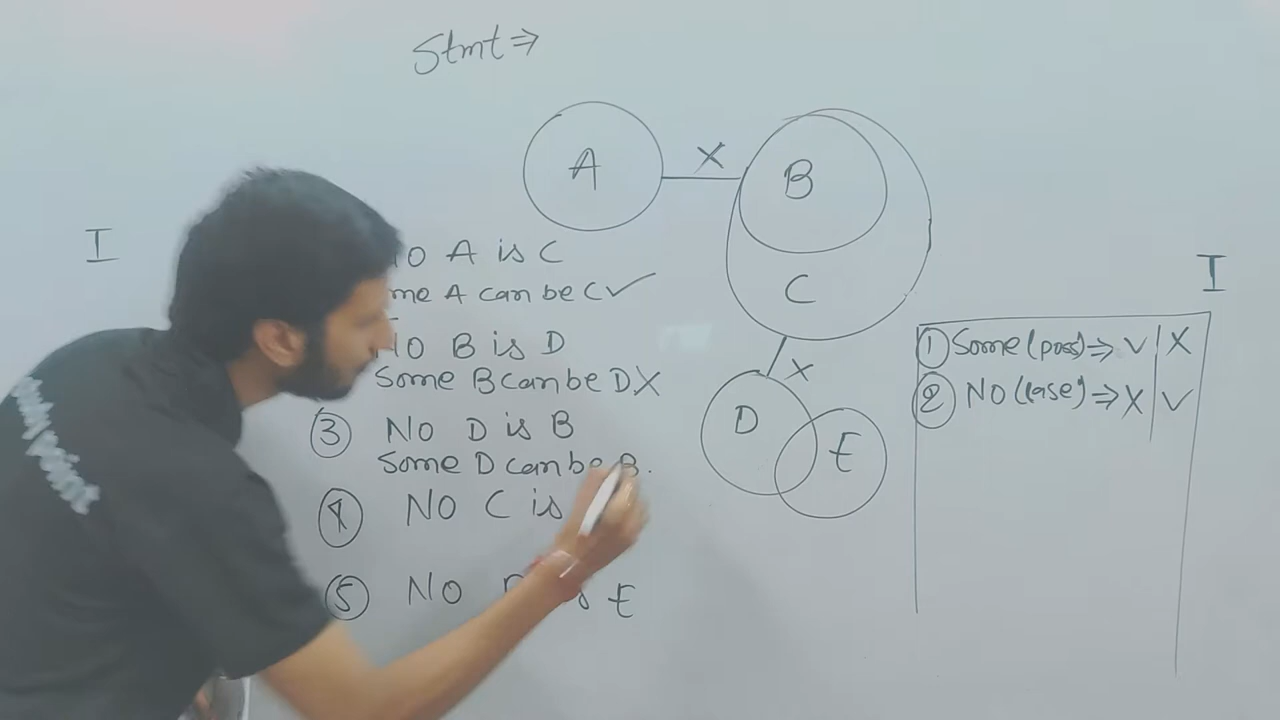 Stmt⇒
A X B
I
O A is C
me A can be C✓
I
C
① Some (poss)⇒ ✓|X
NO B is D
X
Some B can be D X
② NO (case)⇒ X|✓
③ NO D is B
D
Some D can be B.
E
④ NO C is
⑤ NO E